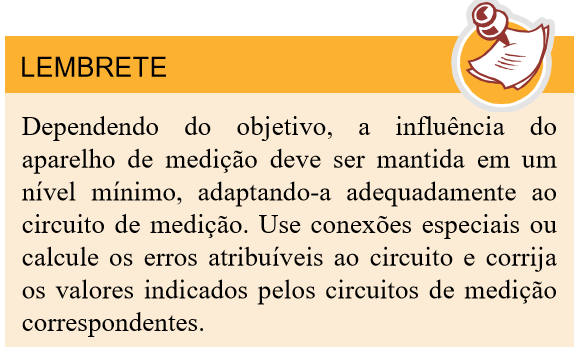 LEMBRETE
Dependendo do objetivo, a influência do
aparelho de medição deve ser mantida em um
nível mínimo, adaptando-a adequadamente ao
circuito de medição. Use conexões especiais ou
calcule os erros atribuíveis ao circuito e corrija
os valores indicados pelos circuitos de medição
correspondentes.